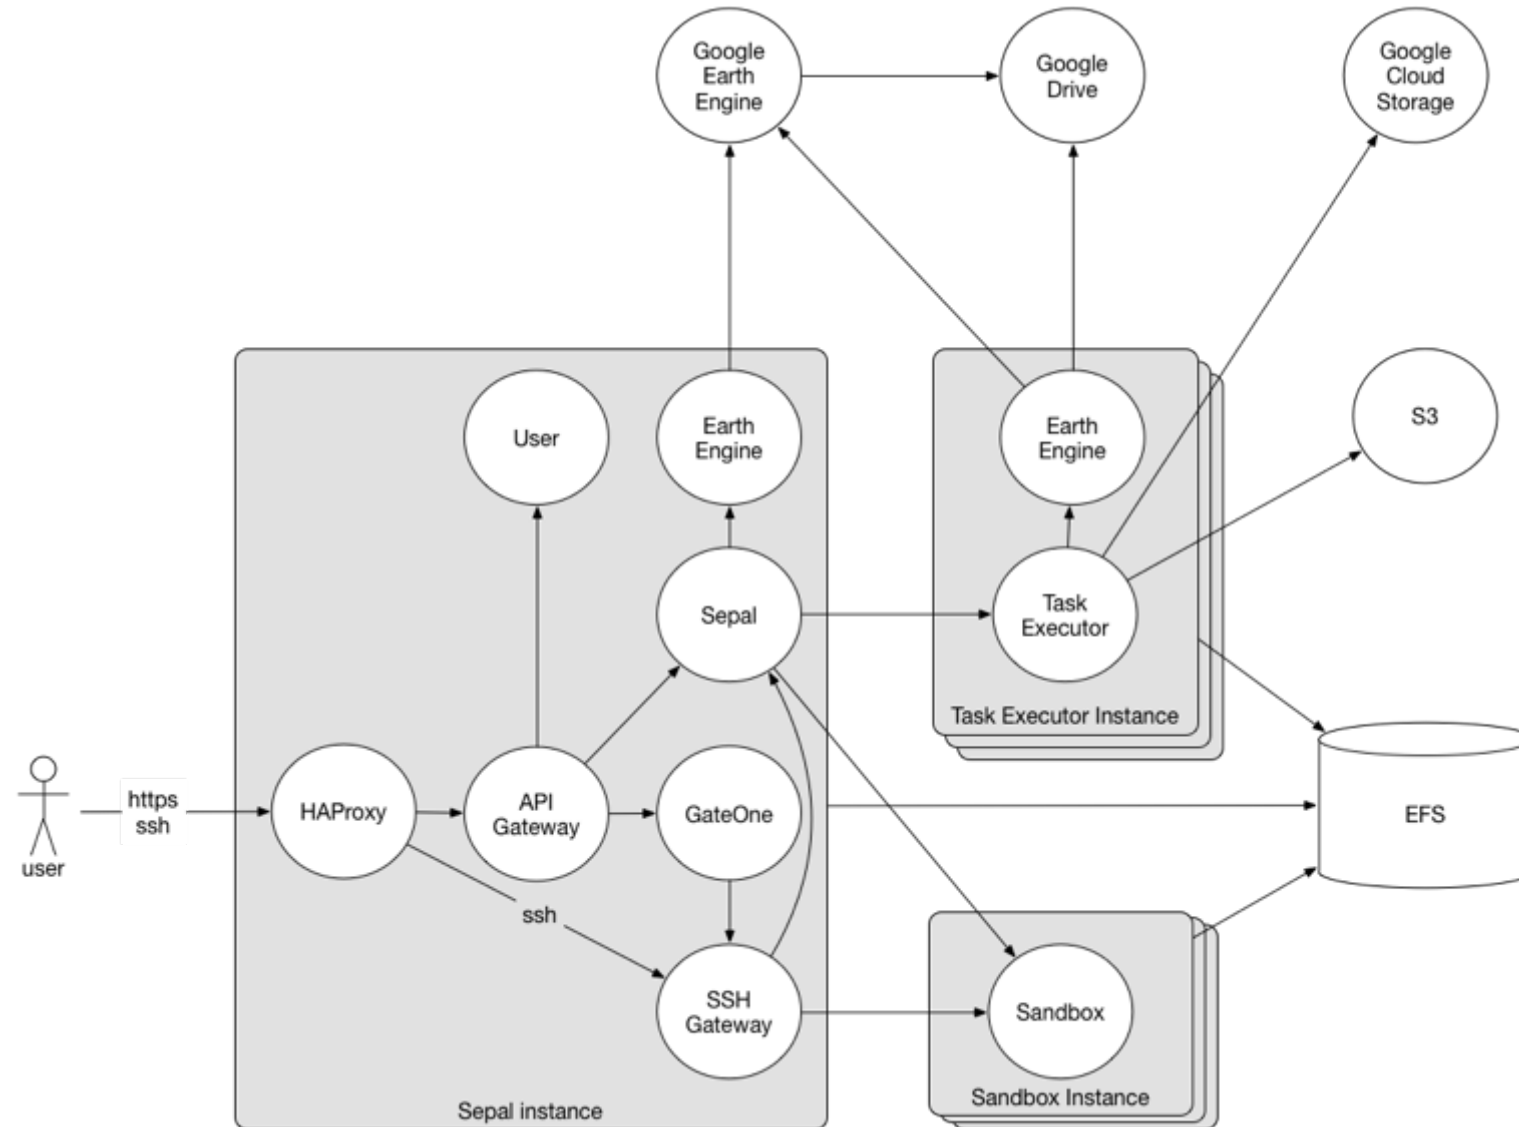 Google
Earth
Engine
Google
Drive
Google
Cloud
Storage
User
Earth
Engine
Earth
Engine
S3
Sepal
Task
Executor
Task Executor Instance
https
ssh
user
HAProxy
API
Gateway
GateOne
EFS
ssh
SSH
Gateway
Sandbox
Sandbox Instance
Sepal instance